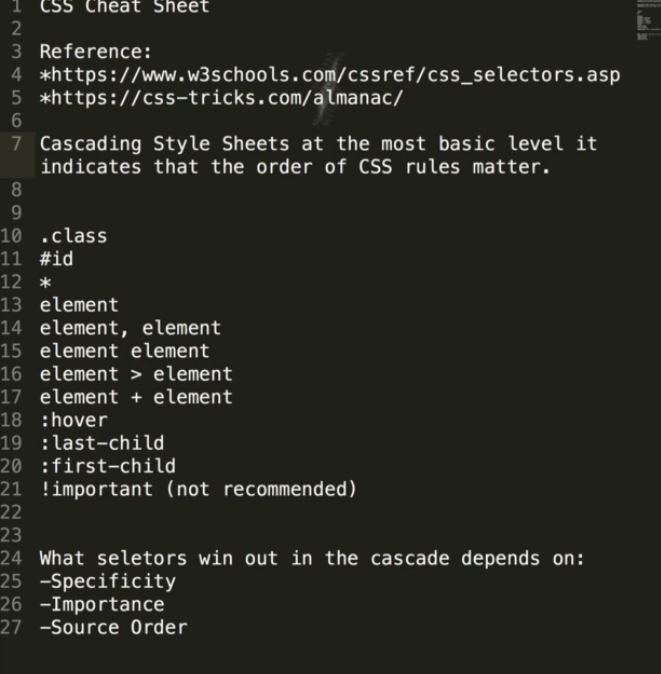 1 CSS Cheat Sheet
2
3 Reference:
4 *https://www.w3schools.com/cssref/css_selectors.asp
5 *https://css-tricks.com/almanac/
6
7 Cascading Style Sheets at the most basic level it
indicates that the order of CSS rules matter.
8
9
10 .class
11 #id
12 *
13 element
14 element, element
15 element element
16 element > element
17 element + element
18 :hover
19 :last-child
20 :first-child
21 !important (not recommended)
22
23
24 What seletors win out in the cascade depends on:
25 -Specificity
26 -Importance
27 -Source Order